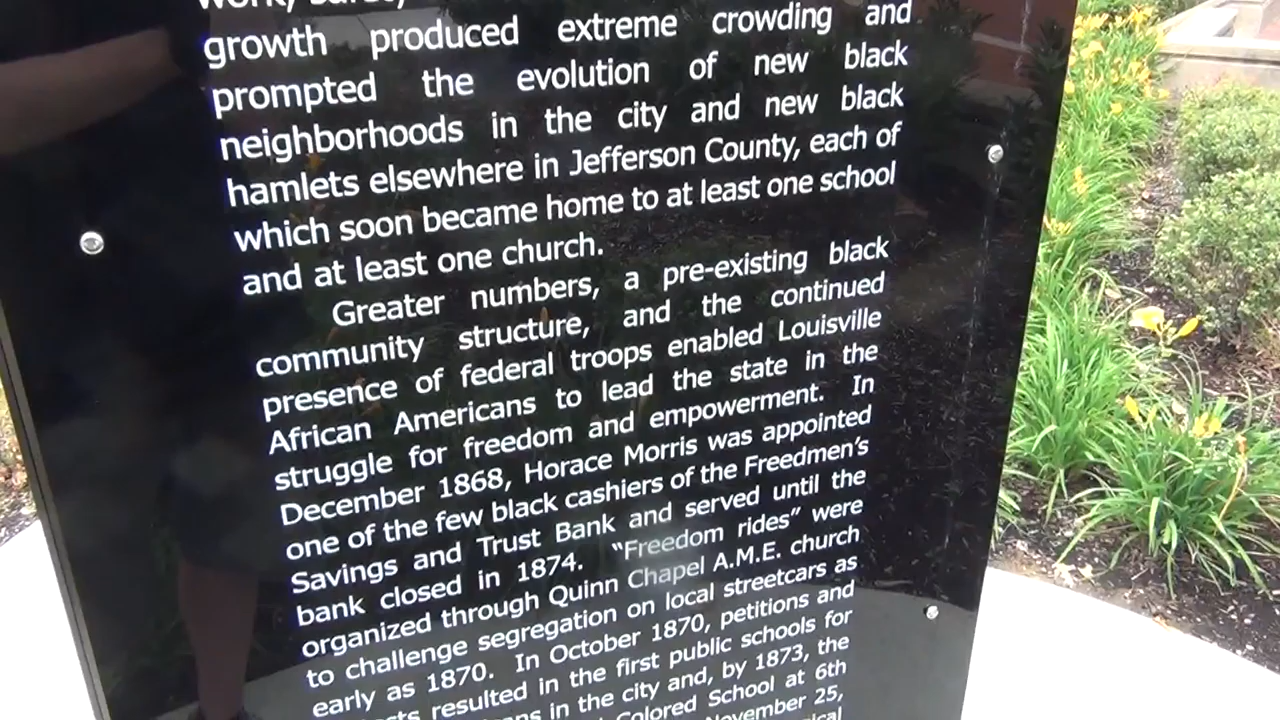 growth produced extreme crowding and
prompted the evolution of new black
neighborhoods in the city and new black
hamlets elsewhere in Jefferson County, each of
which soon became home to at least one school
and at least one church.
Greater numbers, a pre-existing black
community structure, and the continued
presence of federal troops enabled Louisville
African Americans to lead the state in the
struggle for freedom and empowerment. In
December 1868, Horace Morris was appointed
one of the few black cashiers of the Freedmen's
Savings and Trust Bank and served until the
bank closed in 1874. "Freedom rides" were
organized through Quinn Chapel A.M.E. church
to challenge segregation on local streetcars as
early as 1870. In October 1870, petitions and
resulted in the first public schools for
in the city and, by 1873, the
Colored School at 6th
November 25,